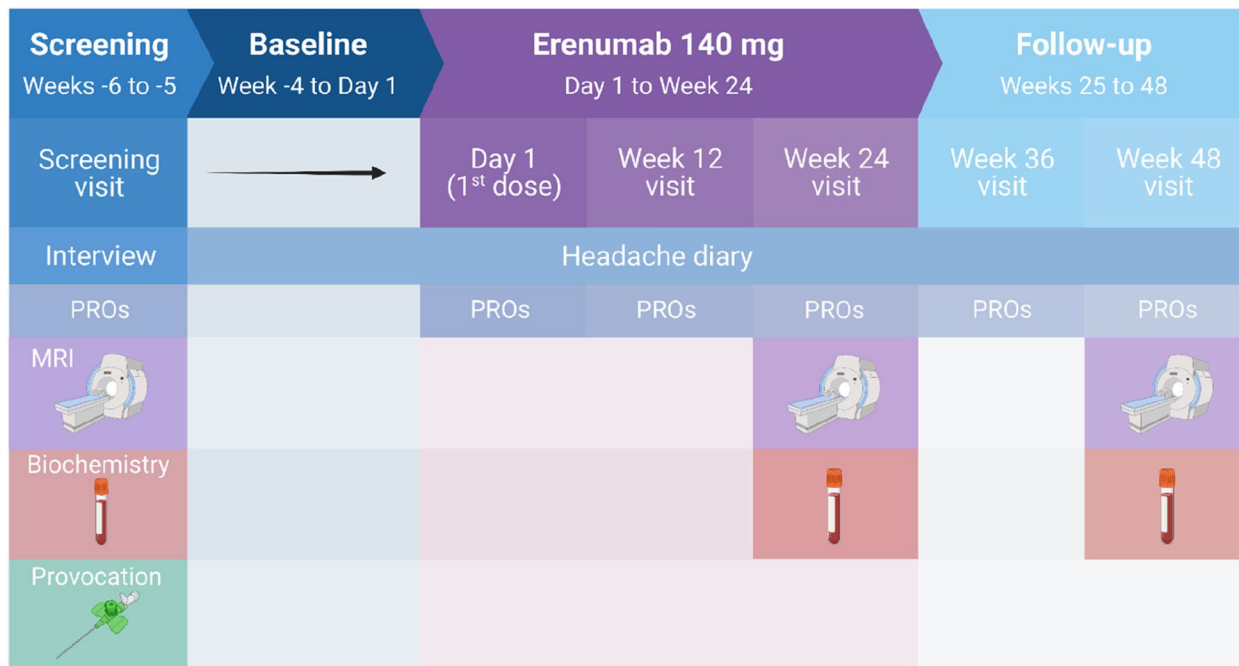 Screening
Weeks -6 to -5
Baseline
Week -4 to Day 1
Erenumab 140 mg
Day 1 to Week 24
Follow-up
Weeks 25 to 48
Screening
visit
Day 1
(1st dose)
Week 12
visit
Week 24
visit
Week 36
visit
Week 48
visit
Interview
Headache diary
PROs
PROs
PROs
PROs
PROs
PROs
MRI
Biochemistry
Provocation